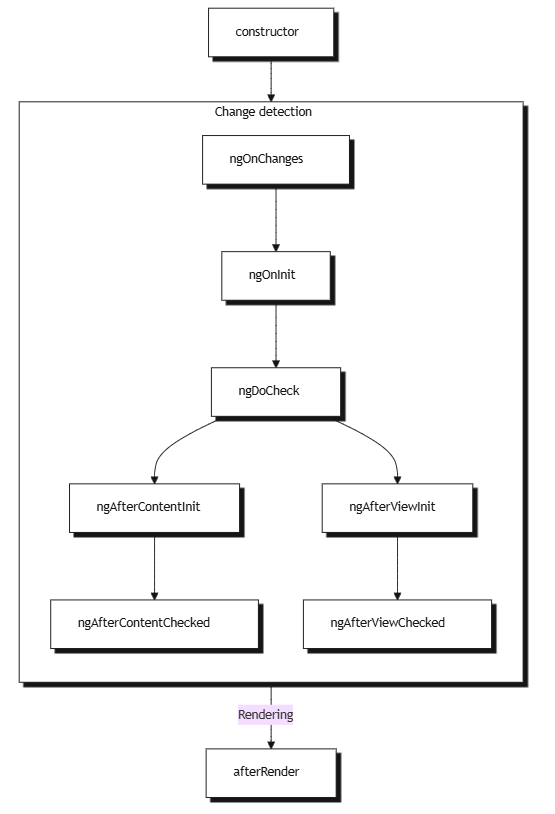 constructor
Change detection
ngOnChanges
ngOnInit
ngDoCheck
ngAfterContentInit
ngAfterViewInit
ngAfterContentChecked
ngAfterViewChecked
Rendering
afterRender